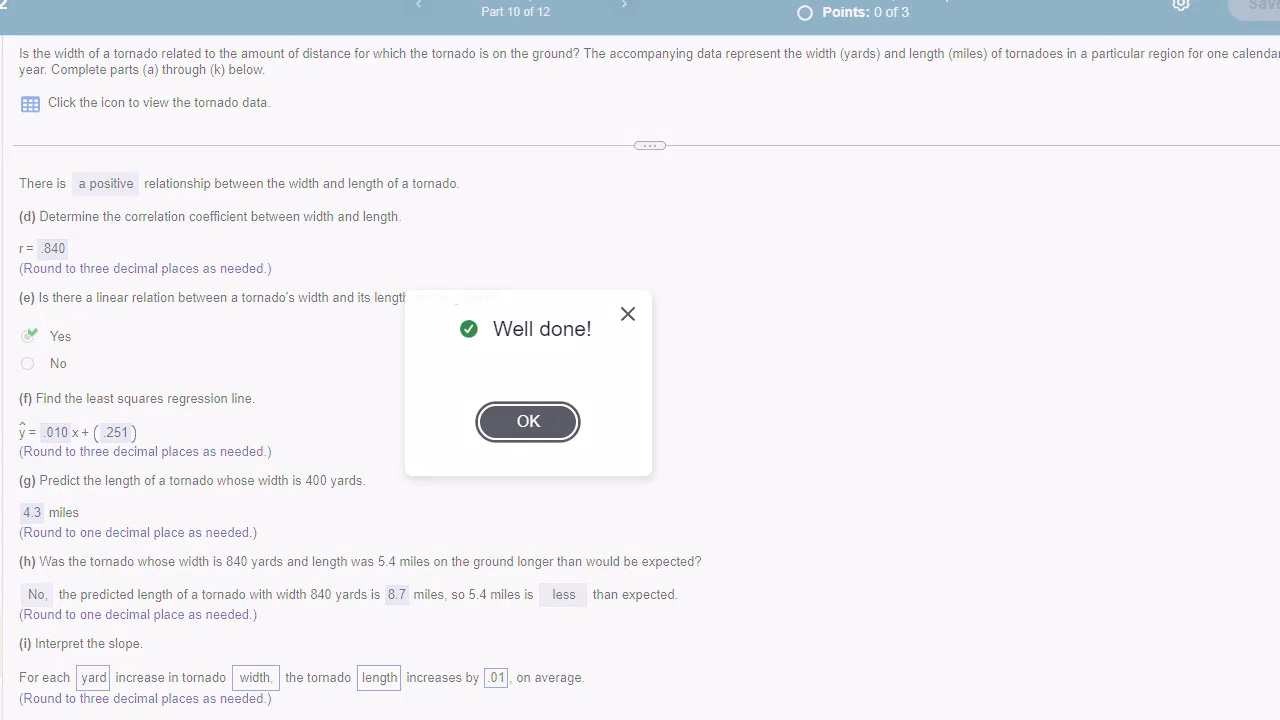 2
Part 10 of 12
Points: 0 of 3
Save
Is the width of a tornado related to the amount of distance for which the tornado is on the ground? The accompanying data represent the width (yards) and length (miles) of tornadoes in a particular region for one calendar
year. Complete parts (a) through (k) below.
Click the icon to view the tornado data.
There is a positive relationship between the width and length of a tornado.
(d) Determine the correlation coefficient between width and length.
r = .840
(Round to three decimal places as needed.)
(e) Is there a linear relation between a tornado's width and its length
Well done!
Yes
No
OK
(f) Find the least squares regression line.
ŷ = .010 x + (.251)
(Round to three decimal places as needed.)
(g) Predict the length of a tornado whose width is 400 yards.
4.3 miles
(Round to one decimal place as needed.)
(h) Was the tornado whose width is 840 yards and length was 5.4 miles on the ground longer than would be expected?
No, the predicted length of a tornado with width 840 yards is 8.7 miles, so 5.4 miles is less than expected.
(Round to one decimal place as needed.)
(i) Interpret the slope.
For each yard increase in tornado width, the tornado length increases by .01, on average.
(Round to three decimal places as needed.)